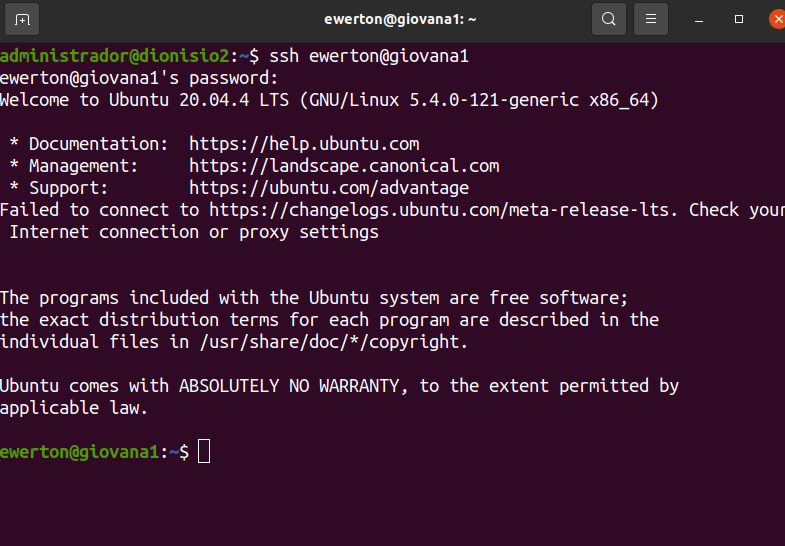 ewerton@giovana1: ~
administrador@dionisio2:~$ ssh ewerton@giovana1
ewerton@giovana1's password:
Welcome to Ubuntu 20.04.4 LTS (GNU/Linux 5.4.0-121-generic x86_64)
* Documentation:  https://help.ubuntu.com
* Management:     https://landscape.canonical.com
* Support:        https://ubuntu.com/advantage
Failed to connect to https://changelogs.ubuntu.com/meta-release-lts. Check your
Internet connection or proxy settings
The programs included with the Ubuntu system are free software;
the exact distribution terms for each program are described in the
individual files in /usr/share/doc/*/copyright.
Ubuntu comes with ABSOLUTELY NO WARRANTY, to the extent permitted by
applicable law.
ewerton@giovana1:~$